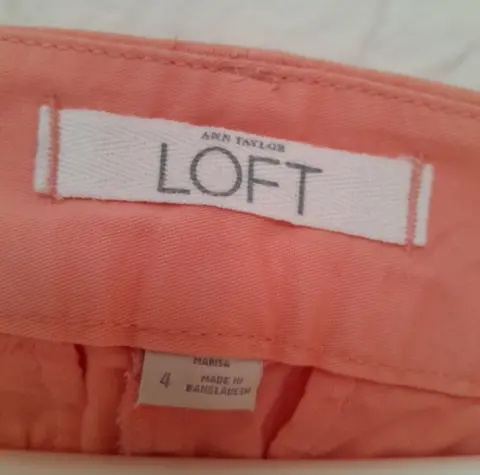 ANN TAYLOR
LOFT
MARISA
4
MADE IN
BANGLADESH